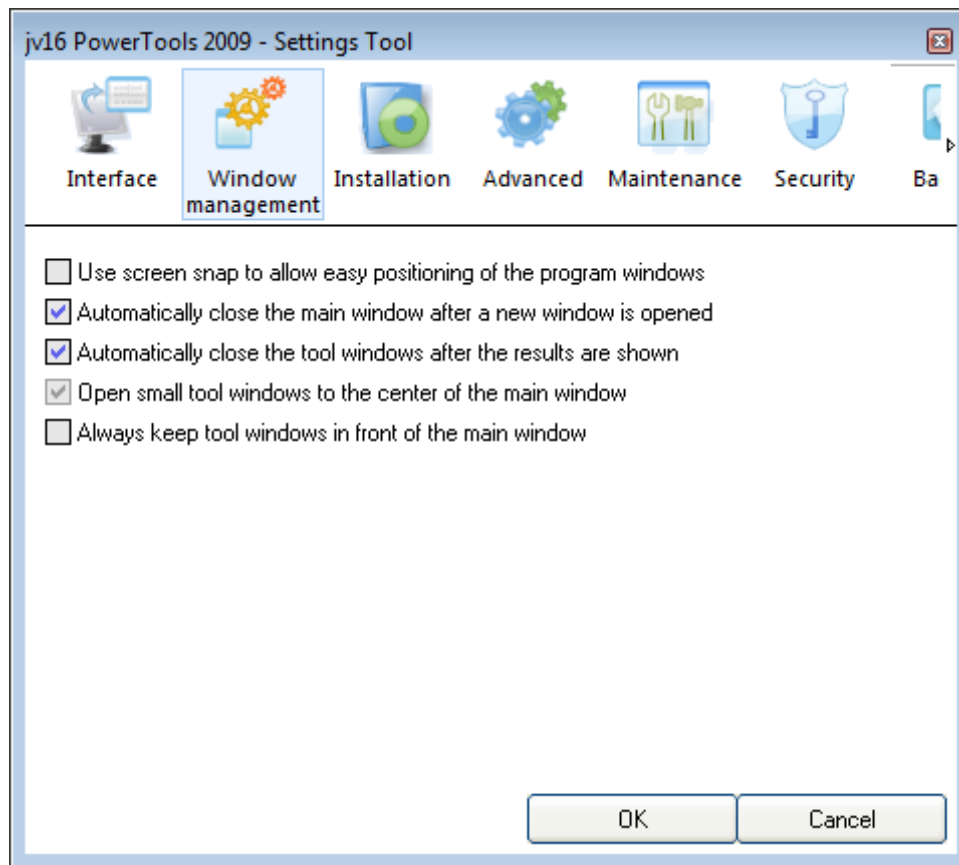 jv16 PowerTools 2009 - Settings Tool
Interface
Window
management
Installation
Advanced
Maintenance
Security
Ba
Use screen snap to allow easy positioning of the program windows
Automatically close the main window after a new window is opened
Automatically close the tool windows after the results are shown
Open small tool windows to the center of the main window
Always keep tool windows in front of the main window
OK
Cancel